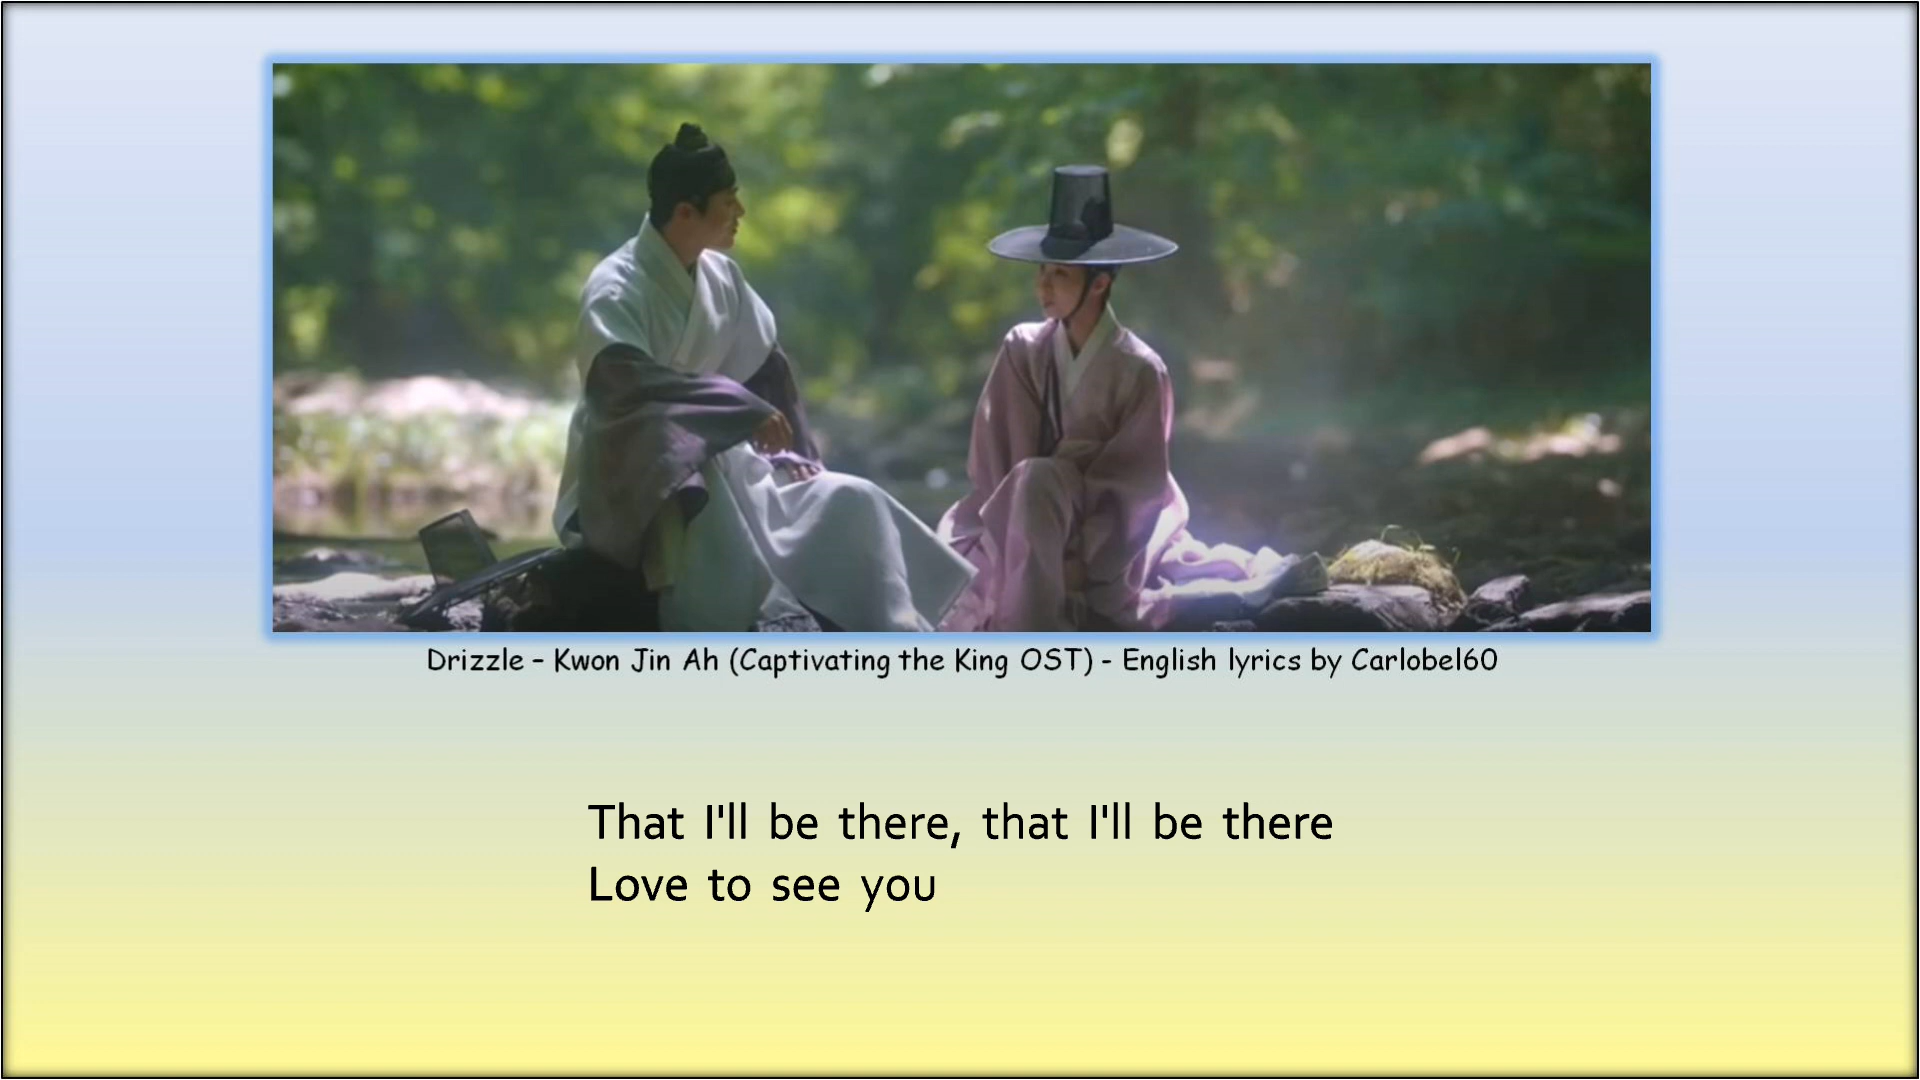 Drizzle – Kwon Jin Ah (Captivating the King OST) - English lyrics by Carlobel60
That I'll be there, that I'll be there
Love to see you